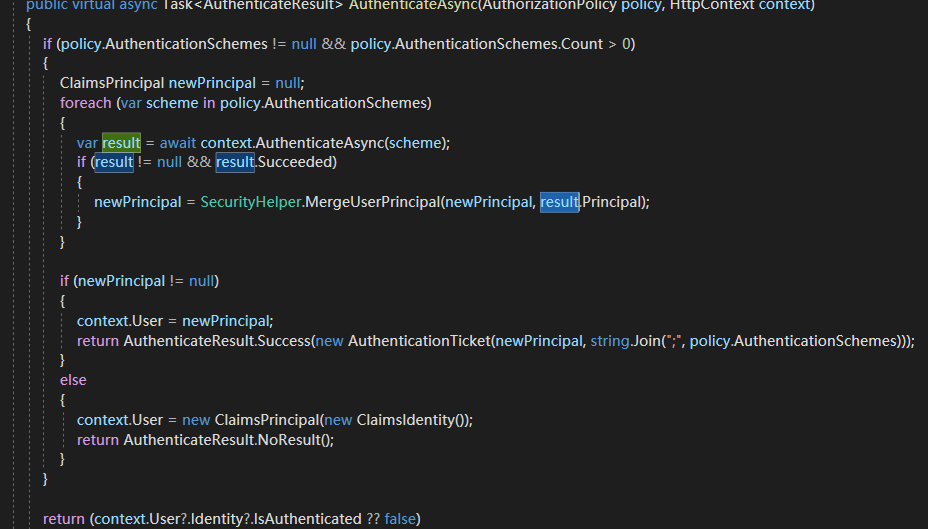 public virtual async Task<AuthenticateResult> AuthenticateAsync(AuthorizationPolicy policy, HttpContext context)
{
if (policy.AuthenticationSchemes != null && policy.AuthenticationSchemes.Count > 0)
{
ClaimsPrincipal newPrincipal = null;
foreach (var scheme in policy.AuthenticationSchemes)
{
var result = await context.AuthenticateAsync(scheme);
if (result != null && result.Succeeded)
{
newPrincipal = SecurityHelper.MergeUserPrincipal(newPrincipal, result.Principal);
}
}
if (newPrincipal != null)
{
context.User = newPrincipal;
return AuthenticateResult.Success(new AuthenticationTicket(newPrincipal, string.Join(";", policy.AuthenticationSchemes)));
}
else
{
context.User = new ClaimsPrincipal(new ClaimsIdentity());
return AuthenticateResult.NoResult();
}
}
return (context.User?.Identity?.IsAuthenticated ?? false)